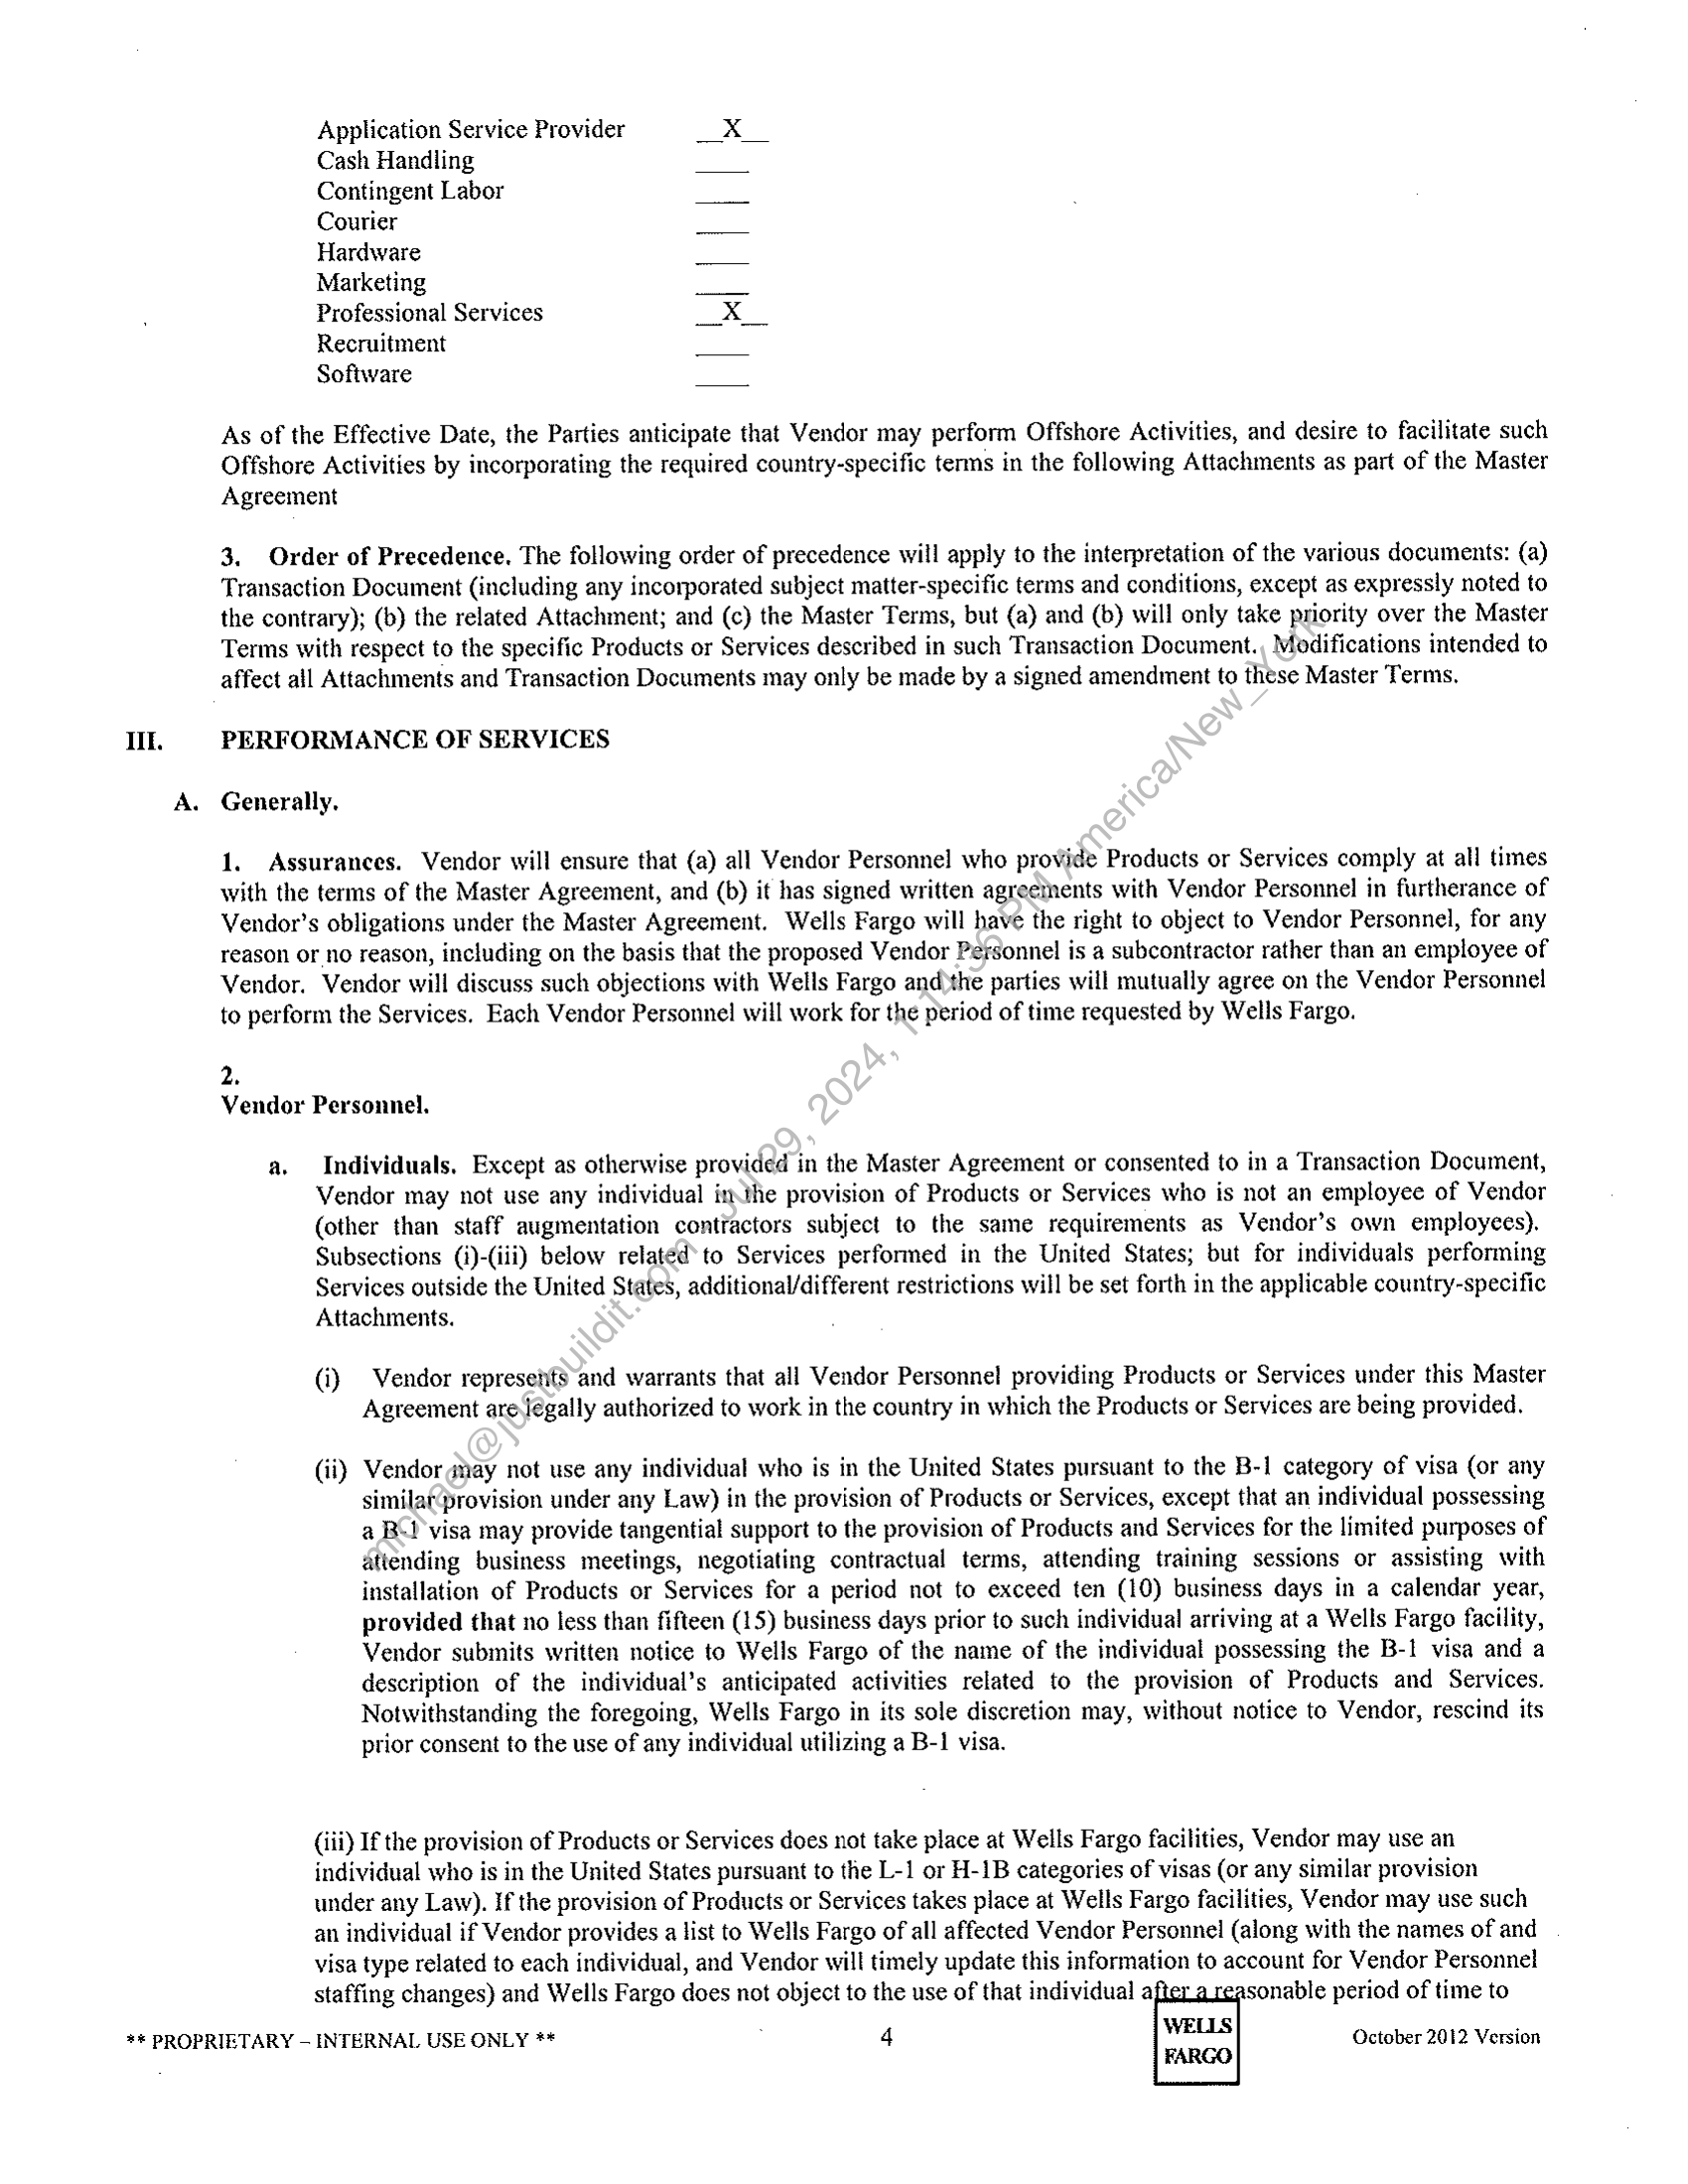 Application Service Provider __X__
Cash Handling ____
Contingent Labor ____
Courier ____
Hardware ____
Marketing ____
Professional Services __X__
Recruitment ____
Software ____
As of the Effective Date, the Parties anticipate that Vendor may perform Offshore Activities, and desire to facilitate such
Offshore Activities by incorporating the required country-specific terms in the following Attachments as part of the Master
Agreement
3. Order of Precedence. The following order of precedence will apply to the interpretation of the various documents: (a)
Transaction Document (including any incorporated subject matter-specific terms and conditions, except as expressly noted to
the contrary); (b) the related Attachment; and (c) the Master Terms, but (a) and (b) will only take priority over the Master
Terms with respect to the specific Products or Services described in such Transaction Document. Modifications intended to
affect all Attachments and Transaction Documents may only be made by a signed amendment to these Master Terms.
III. PERFORMANCE OF SERVICES
A. Generally.
1. Assurances. Vendor will ensure that (a) all Vendor Personnel who provide Products or Services comply at all times
with the terms of the Master Agreement, and (b) it has signed written agreements with Vendor Personnel in furtherance of
Vendor's obligations under the Master Agreement. Wells Fargo will have the right to object to Vendor Personnel, for any
reason or no reason, including on the basis that the proposed Vendor Personnel is a subcontractor rather than an employee of
Vendor. Vendor will discuss such objections with Wells Fargo and the parties will mutually agree on the Vendor Personnel
to perform the Services. Each Vendor Personnel will work for the period of time requested by Wells Fargo.
2.
Vendor Personnel.
a. Individuals. Except as otherwise provided in the Master Agreement or consented to in a Transaction Document,
Vendor may not use any individual in the provision of Products or Services who is not an employee of Vendor
(other than staff augmentation contractors subject to the same requirements as Vendor's own employees).
Subsections (i)-(iii) below related to Services performed in the United States; but for individuals performing
Services outside the United States, additional/different restrictions will be set forth in the applicable country-specific
Attachments.
(i) Vendor represents and warrants that all Vendor Personnel providing Products or Services under this Master
Agreement are legally authorized to work in the country in which the Products or Services are being provided.
(ii) Vendor may not use any individual who is in the United States pursuant to the B-1 category of visa (or any
similar provision under any Law) in the provision of Products or Services, except that an individual possessing
a B-1 visa may provide tangential support to the provision of Products and Services for the limited purposes of
attending business meetings, negotiating contractual terms, attending training sessions or assisting with
installation of Products or Services for a period not to exceed ten (10) business days in a calendar year,
provided that no less than fifteen (15) business days prior to such individual arriving at a Wells Fargo facility,
Vendor submits written notice to Wells Fargo of the name of the individual possessing the B-1 visa and a
description of the individual's anticipated activities related to the provision of Products and Services.
Notwithstanding the foregoing, Wells Fargo in its sole discretion may, without notice to Vendor, rescind its
prior consent to the use of any individual utilizing a B-1 visa.
(iii) If the provision of Products or Services does not take place at Wells Fargo facilities, Vendor may use an
individual who is in the United States pursuant to the L-1 or H-1B categories of visas (or any similar provision
under any Law). If the provision of Products or Services takes place at Wells Fargo facilities, Vendor may use such
an individual if Vendor provides a list to Wells Fargo of all affected Vendor Personnel (along with the names of and
visa type related to each individual, and Vendor will timely update this information to account for Vendor Personnel
staffing changes) and Wells Fargo does not object to the use of that individual after a reasonable period of time to
** PROPRIETARY – INTERNAL USE ONLY ** 4 October 2012 Version
WELLS
FARGO
michael@justbuildit.com Jul 29, 2024, 1:14:36 PM America/New_York